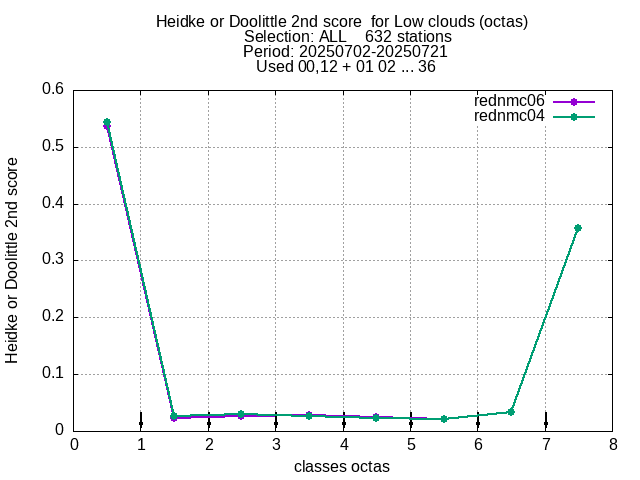 Heidke or Doolittle 2nd score  for Low clouds (octas)
Selection: ALL    632 stations
Period: 20250702-20250721
Used 00,12 + 01 02 ... 36
rednmc06
rednmc04
Heidke or Doolittle 2nd score
0.6
0.5
0.4
0.3
0.2
0.1
0
0 1 2 3 4 5 6 7 8
classes octas